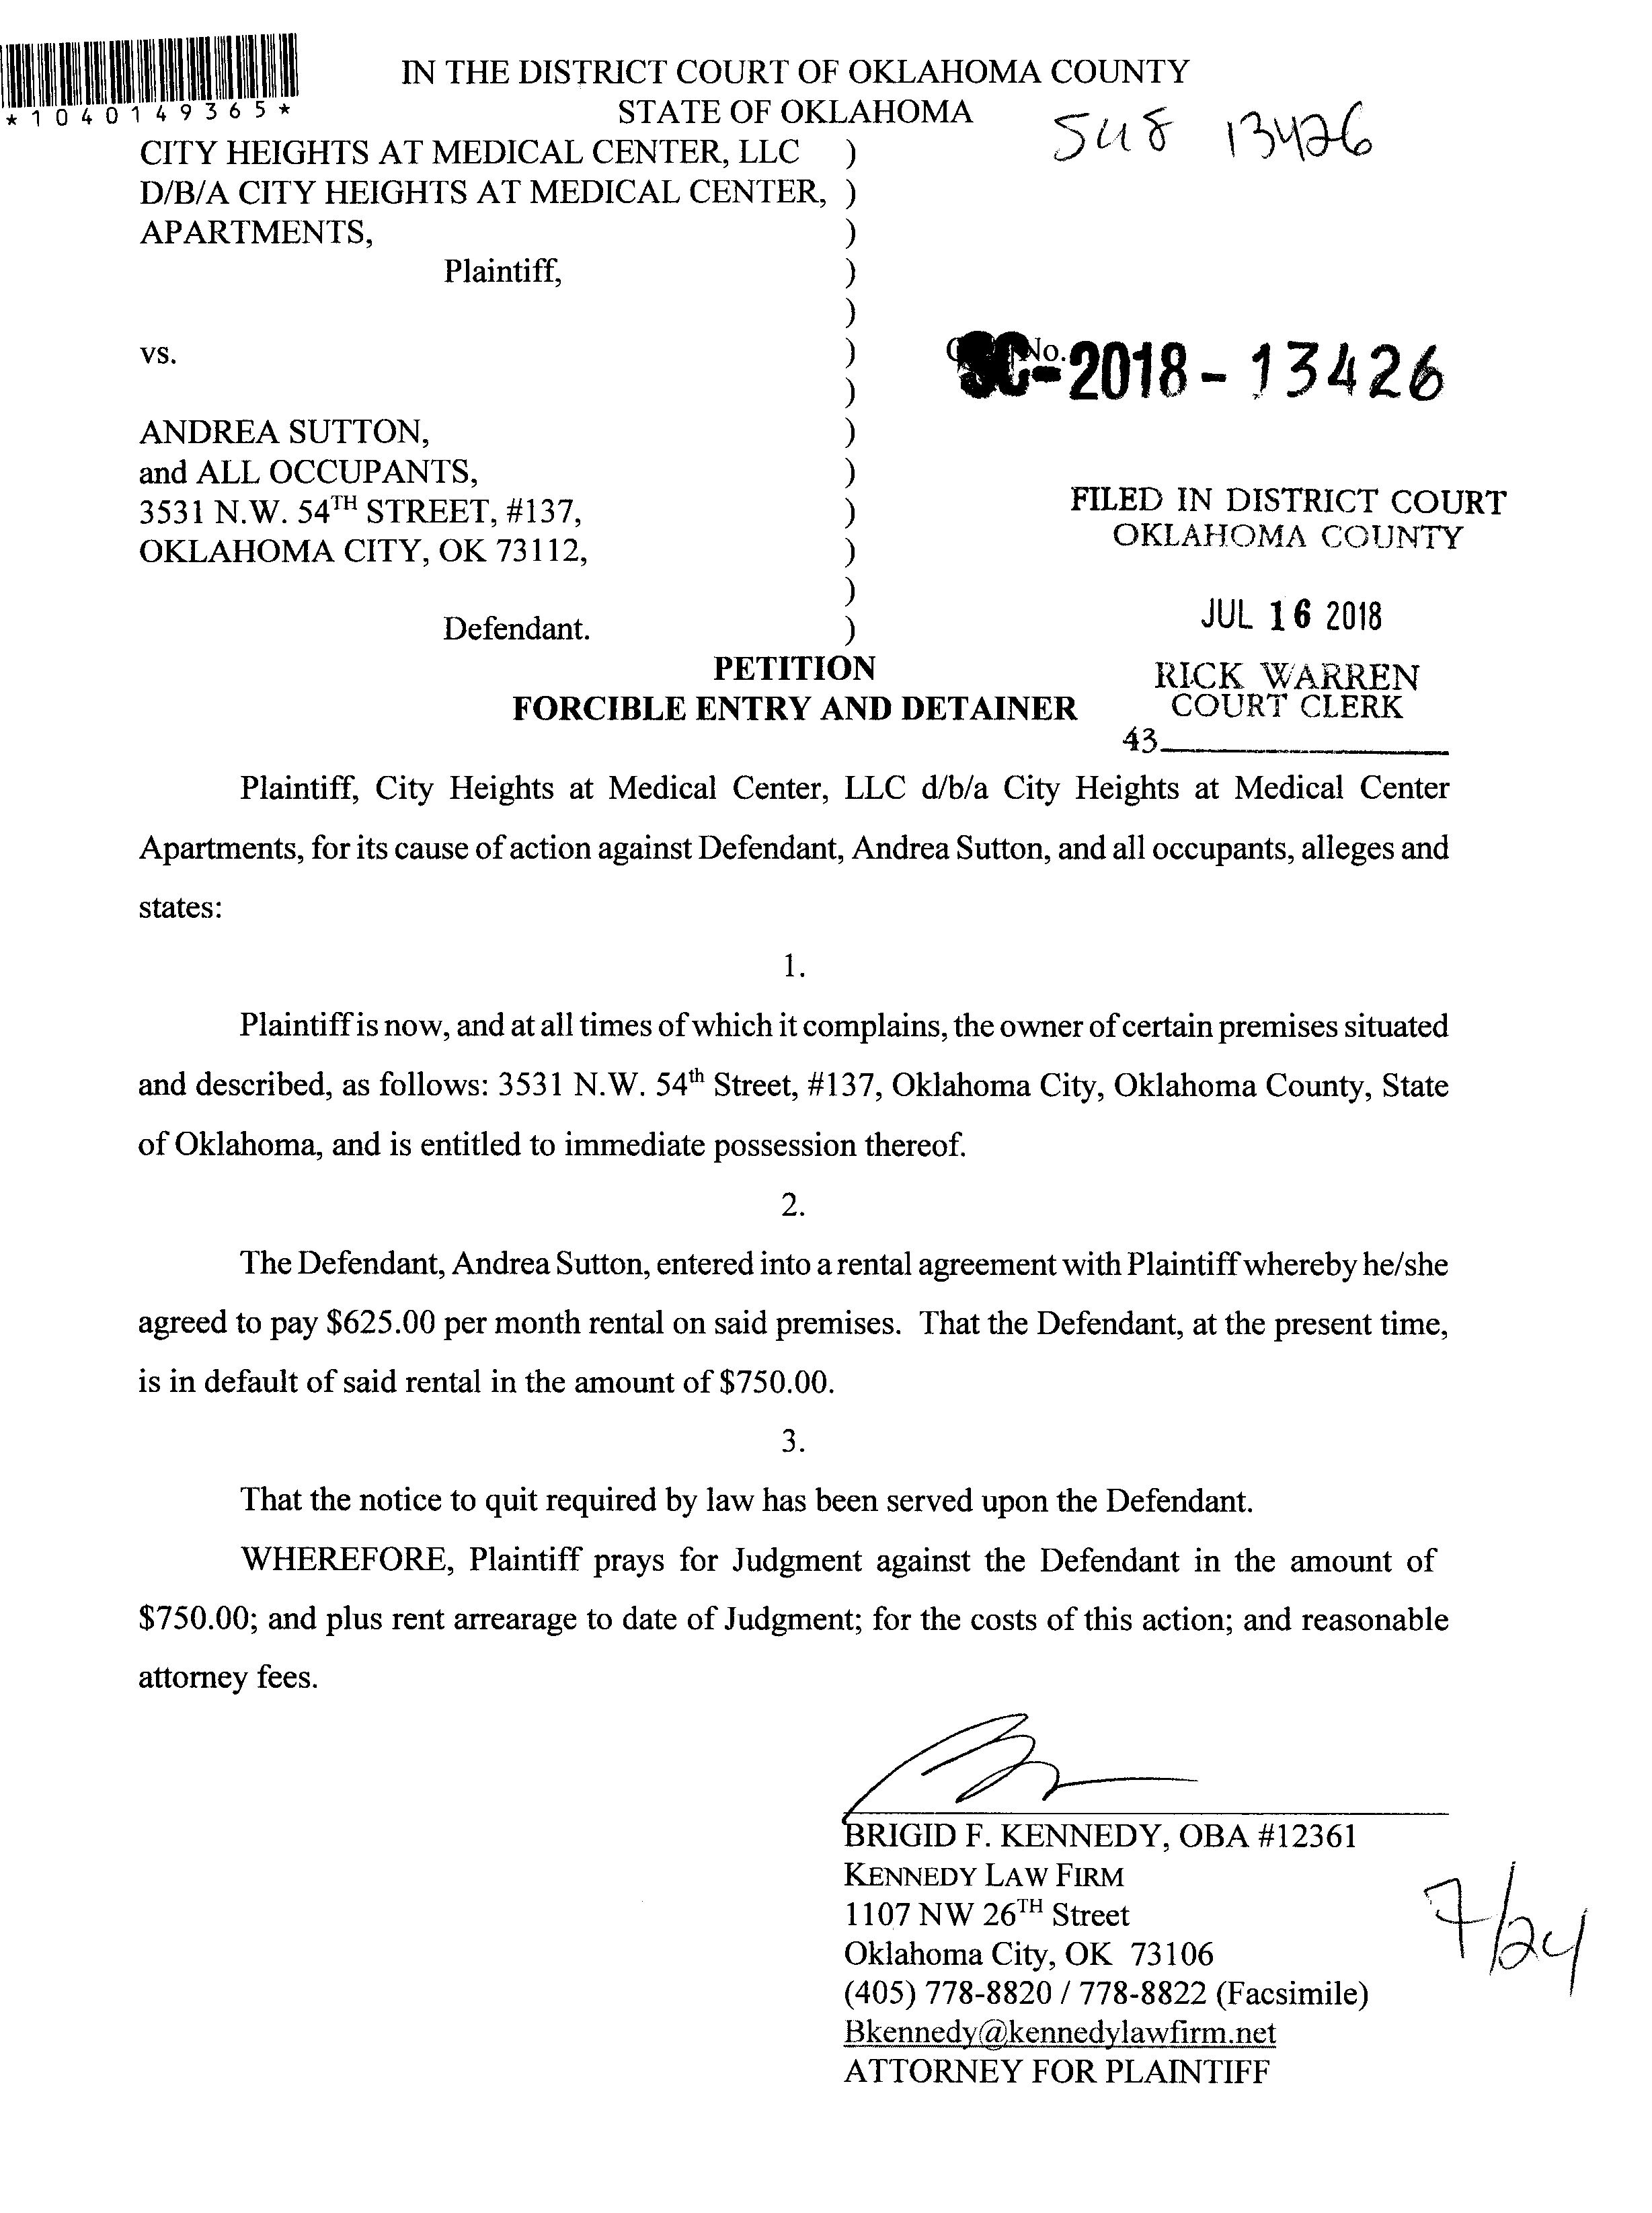 IN THE DISTRICT COURT OF OKLAHOMA COUNTY
STATE OF OKLAHOMA
*1040149365*
13426
CITY HEIGHTS AT MEDICAL CENTER, LLC )
D/B/A CITY HEIGHTS AT MEDICAL CENTER, )
APARTMENTS, )
Plaintiff, )
)
vs. )
No.
SC-2018-13426
)
ANDREA SUTTON, )
and ALL OCCUPANTS, )
3531 N.W. 54TH STREET, #137, )
OKLAHOMA CITY, OK 73112, )
)
Defendant. )
FILED IN DISTRICT COURT
OKLAHOMA COUNTY
JUL 16 2018
RICK WARREN
COURT CLERK
43
PETITION
FORCIBLE ENTRY AND DETAINER
Plaintiff, City Heights at Medical Center, LLC d/b/a City Heights at Medical Center
Apartments, for its cause of action against Defendant, Andrea Sutton, and all occupants, alleges and
states:
1.
Plaintiff is now, and at all times of which it complains, the owner of certain premises situated
and described, as follows: 3531 N.W. 54th Street, #137, Oklahoma City, Oklahoma County, State
of Oklahoma, and is entitled to immediate possession thereof.
2.
The Defendant, Andrea Sutton, entered into a rental agreement with Plaintiff whereby he/she
agreed to pay $625.00 per month rental on said premises. That the Defendant, at the present time,
is in default of said rental in the amount of $750.00.
3.
That the notice to quit required by law has been served upon the Defendant.
WHEREFORE, Plaintiff prays for Judgment against the Defendant in the amount of
$750.00; and plus rent arrearage to date of Judgment; for the costs of this action; and reasonable
attorney fees.
BRIGID F. KENNEDY, OBA #12361
KENNEDY LAW FIRM
1107 NW 26TH Street
Oklahoma City, OK 73106
(405) 778-8820 / 778-8822 (Facsimile)
Bkennedy@kennedylawfirm.net
ATTORNEY FOR PLAINTIFF
7/24